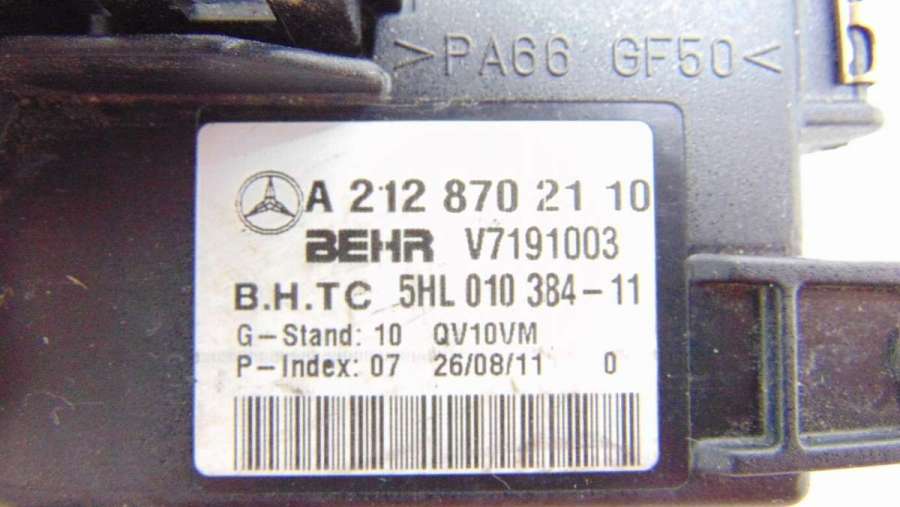 >PA66 GF50<
A 212 870 21 10
BEHR V7191003
B.H.TC 5HL 010 384-11
G-Stand: 10 QV10VM
P-Index: 07 26/08/11 0